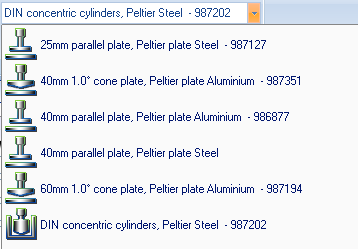 DIN concentric cylinders, Peltier Steel - 987202
25mm parallel plate, Peltier plate Steel - 987127
40mm 1.0° cone plate, Peltier plate Aluminium - 987351
40mm parallel plate, Peltier plate Aluminium - 986877
40mm parallel plate, Peltier plate Steel
60mm 1.0° cone plate, Peltier plate Aluminium - 987194
DIN concentric cylinders, Peltier Steel - 987202